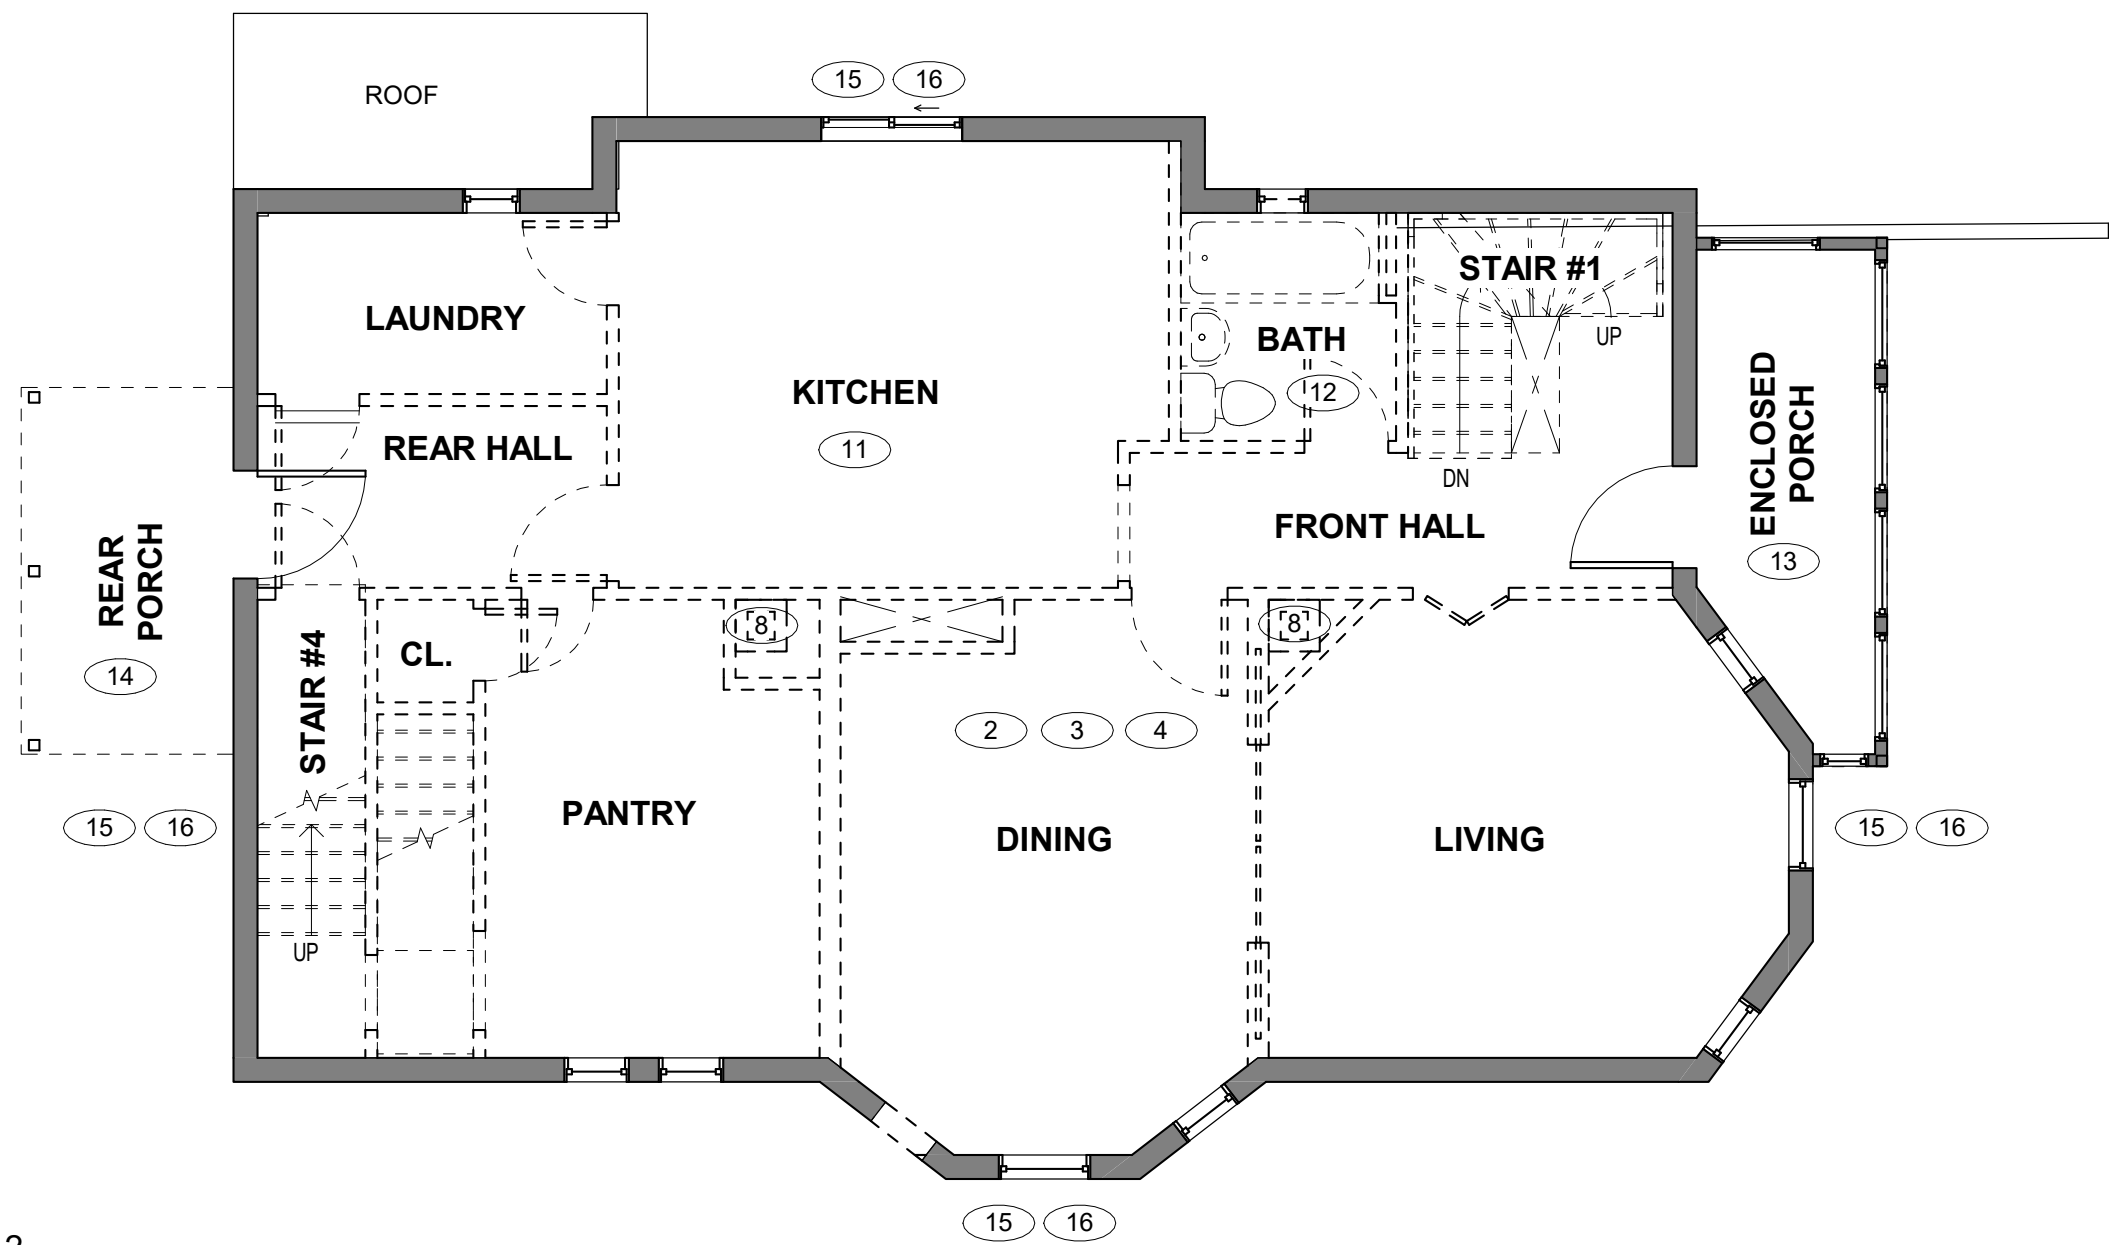 ROOF
15 16
STAIR #1
LAUNDRY
BATH
UP
KITCHEN
12
ENCLOSED
PORCH
REAR HALL
11
DN
FRONT HALL
13
REAR
PORCH
8
8
CL.
14
STAIR #4
2 3 4
15 16
PANTRY
DINING
LIVING
15 16
UP
15 16